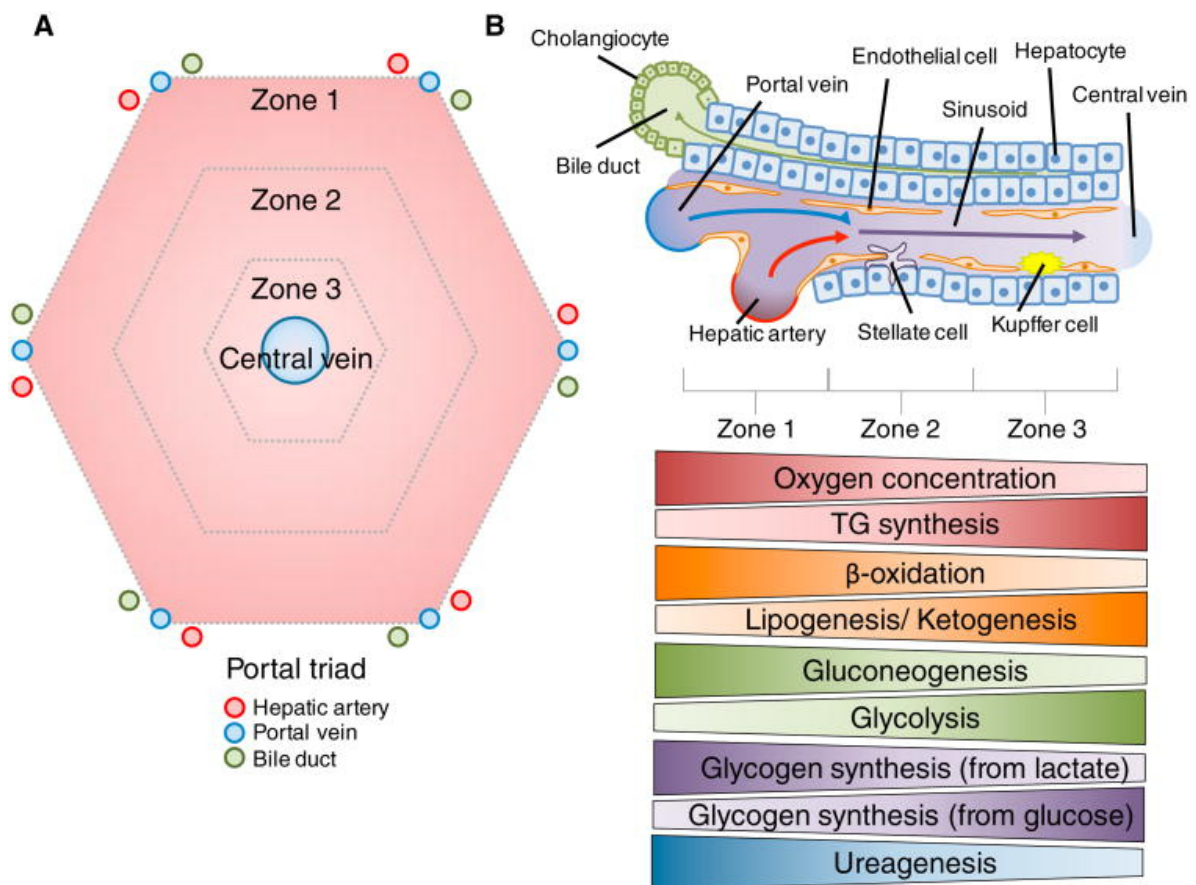 A
Zone 1
Zone 2
Zone 3
Central vein
Portal triad
Hepatic artery
Portal vein
Bile duct
B
Cholangiocyte
Portal vein
Endothelial cell
Hepatocyte
Sinusoid
Central vein
Bile duct
Hepatic artery
Stellate cell
Kupffer cell
Zone 1
Zone 2
Zone 3
Oxygen concentration
TG synthesis
β-oxidation
Lipogenesis/ Ketogenesis
Gluconeogenesis
Glycolysis
Glycogen synthesis (from lactate)
Glycogen synthesis (from glucose)
Ureagenesis